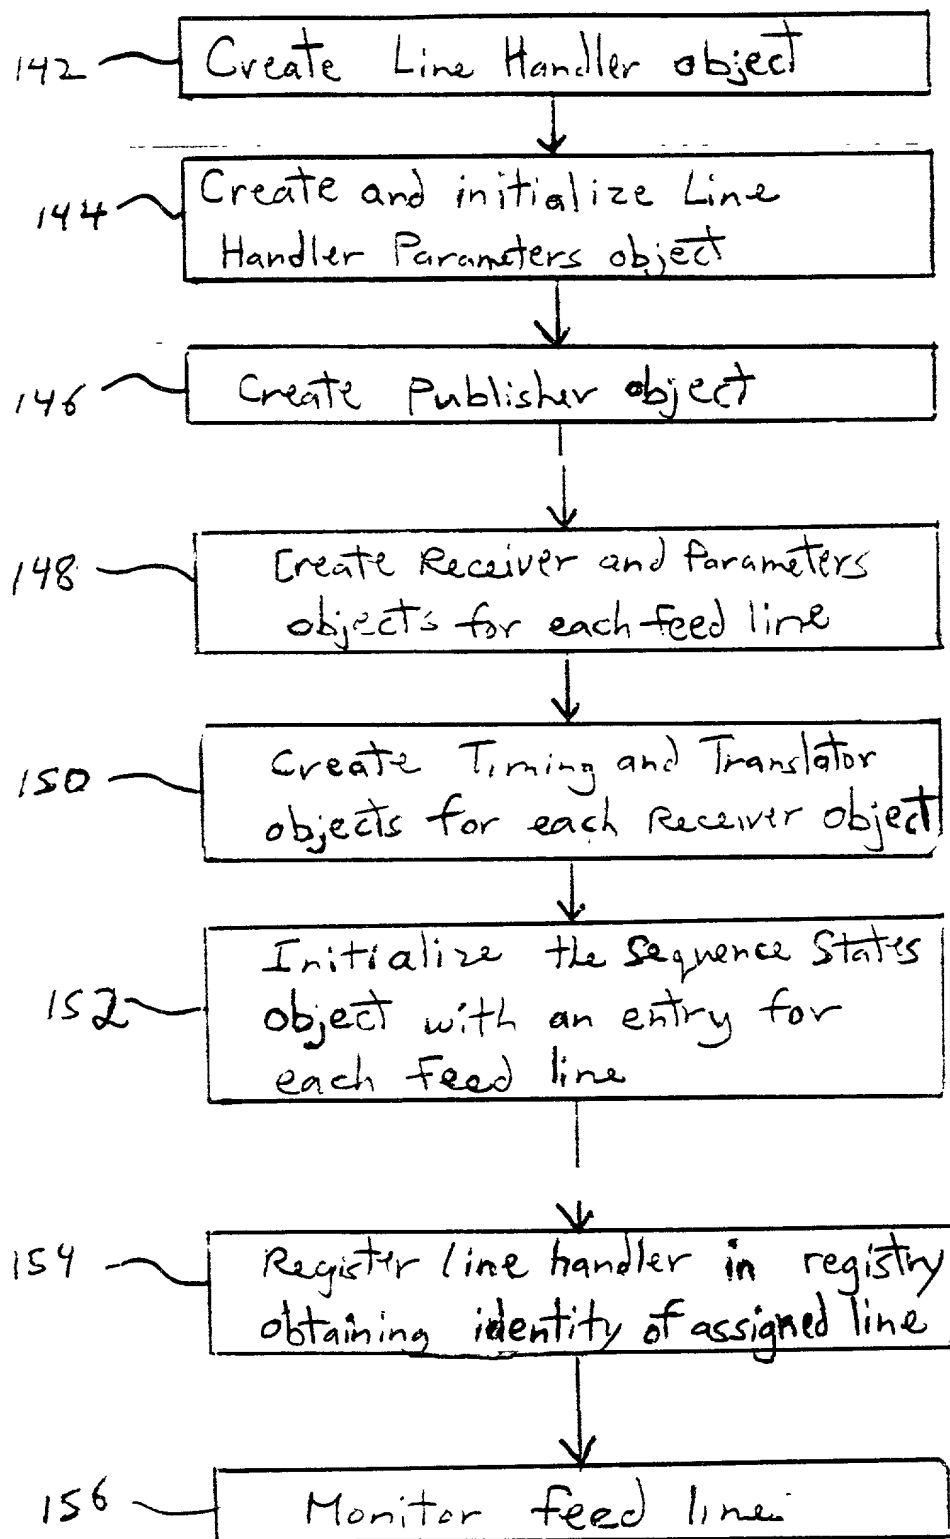 142
Create Line Handler object
144
Create and initialize Line
Handler Parameters object
146
Create Publisher object
148
Create Receiver and Parameters
objects for each feed line
150
Create Timing and Translator
objects for each Receiver object
152
Initialize the Sequence States
object with an entry for
each feed line
154
Register line handler in registry
obtaining identity of assigned line
156
Monitor feed line